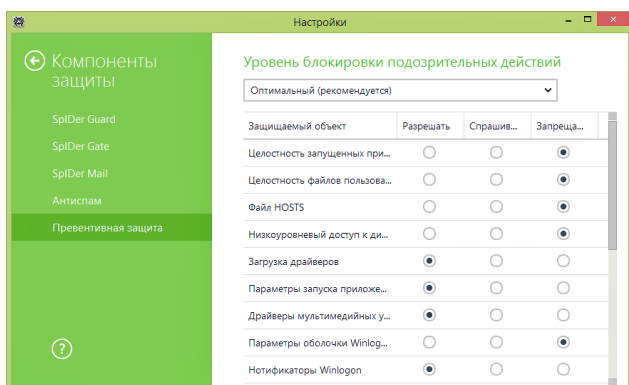 Настройки
Компоненты
защиты
SpIDer Guard
SpIDer Gate
SpIDer Mail
Антиспам
Превентивная защита
?
Уровень блокировки подозрительных действий
Оптимальный (рекомендуется)
Защищаемый объект Разрешать Спрашив... Запреща...
Целостность запущенных при...
Целостность файлов пользова...
Файл HOSTS
Низкоуровневый доступ к ди...
Загрузка драйверов
Параметры запуска приложе...
Драйверы мультимедийных у...
Параметры оболочки Winlog...
Нотификаторы Winlogon